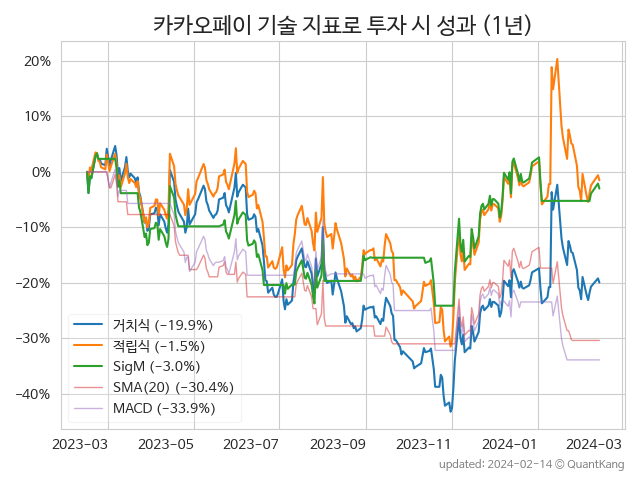 카카오페이 기술 지표로 투자 시 성과 (1년)
20%
10%
0%
−10%
−20%
−30%
−40%
거치식 (−19.9%)
적립식 (−1.5%)
SigM (−3.0%)
SMA(20) (−30.4%)
MACD (−33.9%)
2023-03
2023-05
2023-07
2023-09
2023-11
2024-01
2024-03
updated: 2024-02-14 © QuantKang